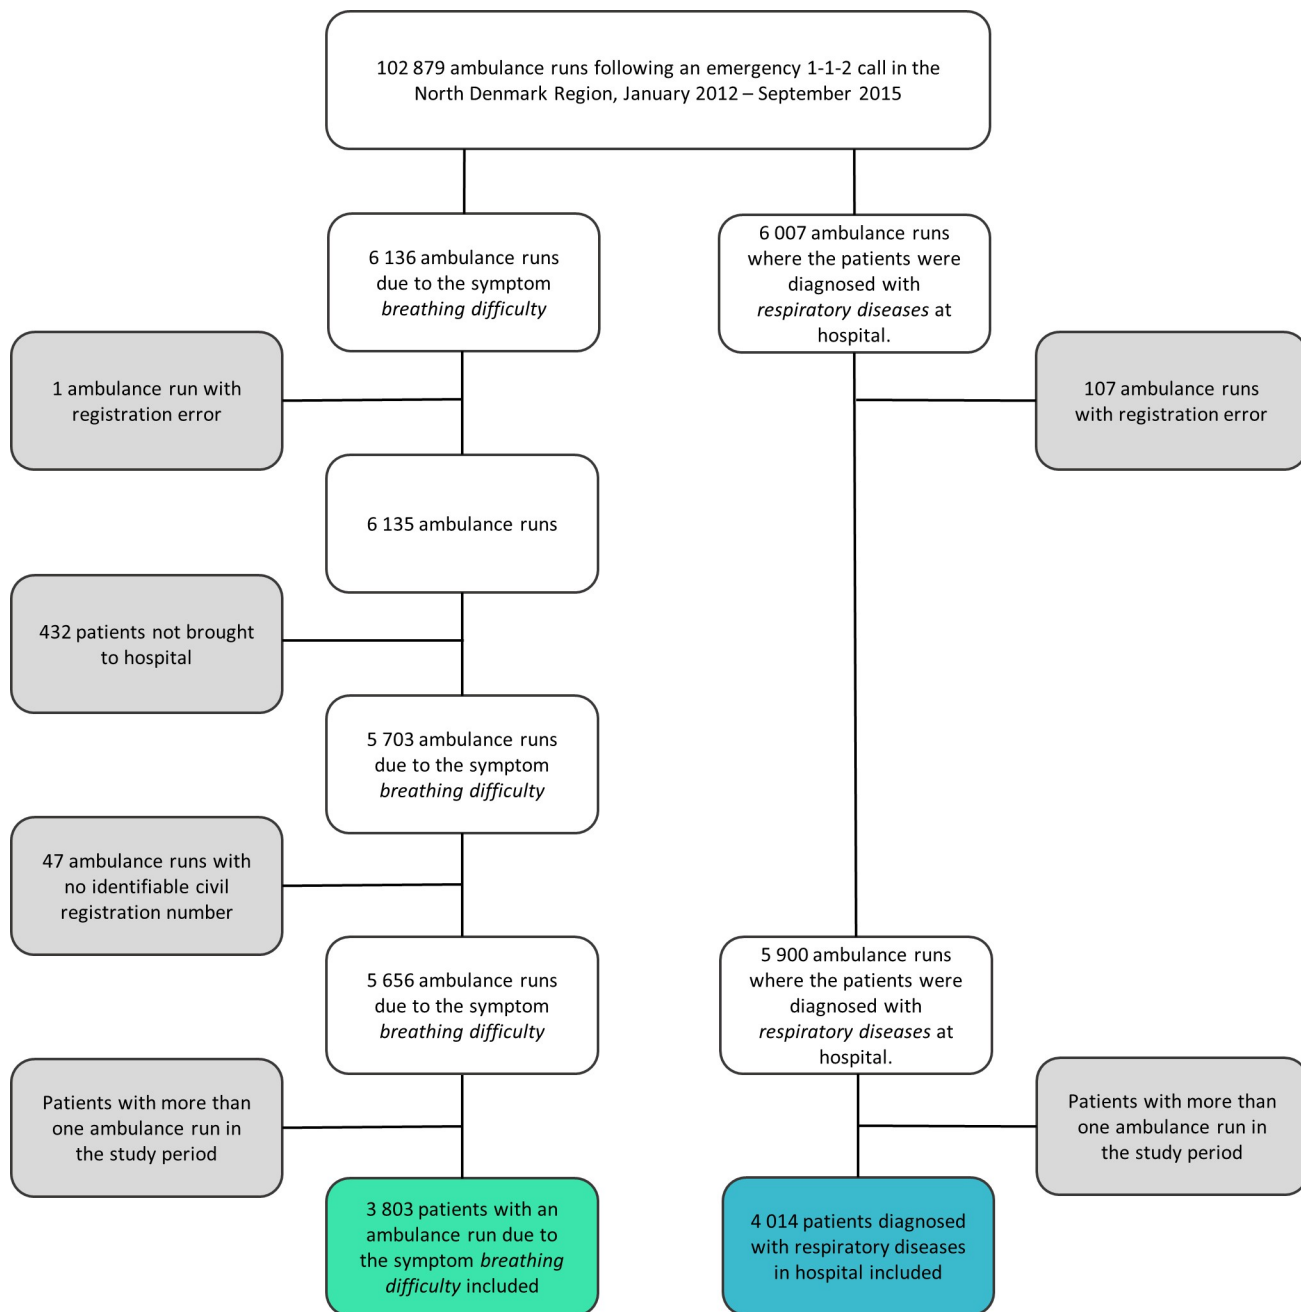 102 879 ambulance runs following an emergency 1-1-2 call in the
North Denmark Region, January 2012 – September 2015
6 136 ambulance runs
due to the symptom
breathing difficulty
6 007 ambulance runs
where the patients were
diagnosed with
respiratory diseases at
hospital.
1 ambulance run with
registration error
107 ambulance runs
with registration error
6 135 ambulance runs
432 patients not brought
to hospital
5 703 ambulance runs
due to the symptom
breathing difficulty
47 ambulance runs with
no identifiable civil
registration number
5 656 ambulance runs
due to the symptom
breathing difficulty
5 900 ambulance runs
where the patients were
diagnosed with
respiratory diseases at
hospital.
Patients with more than
one ambulance run in
the study period
Patients with more than
one ambulance run in
the study period
3 803 patients with an
ambulance run due to
the symptom breathing
difficulty included
4 014 patients diagnosed
with respiratory diseases
in hospital included